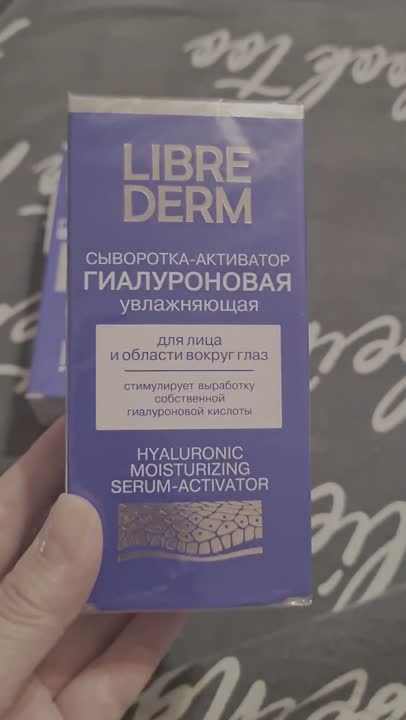 LIBRE
DERM
СЫВОРОТКА-АКТИВАТОР
ГИАЛУРОНОВАЯ
увлажняющая
для лица
и области вокруг глаз
стимулирует выработку
собственной
гиалуроновой кислоты
HYALURONIC
MOISTURIZING
SERUM-ACTIVATOR